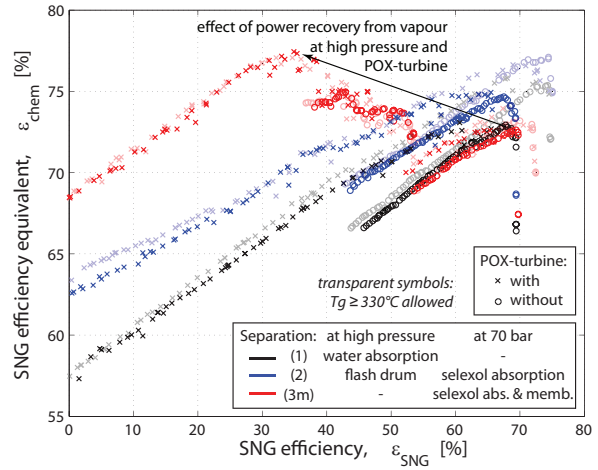 effect of power recovery from vapour
at high pressure and
POX-turbine
SNG efficiency equivalent, ε_chem [%]
80
75
70
65
60
55
0
10
20
30
40
50
60
70
80
SNG efficiency, ε_SNG [%]
transparent symbols:
Tg ≥ 330°C allowed
POX-turbine:
× with
○ without
Separation: at high pressure at 70 bar
(1) water absorption -
(2) flash drum selexol absorption
(3m) - selexol abs. & memb.